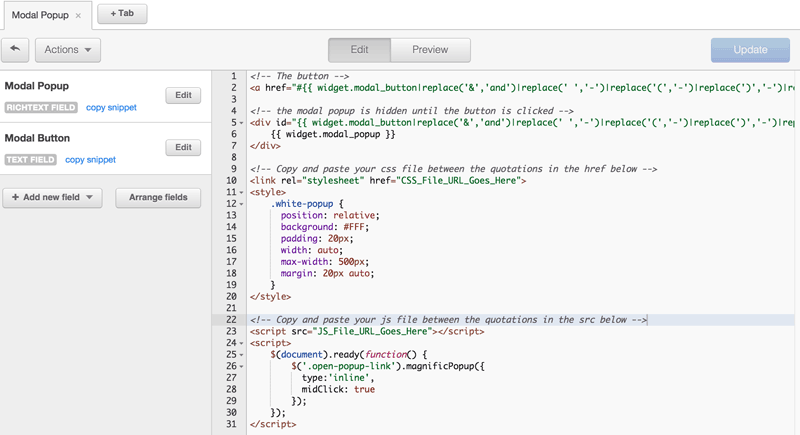 Modal Popup ×
+ Tab
Actions
Edit
Preview
Update
Modal Popup
Edit
RICHTEXT FIELD copy snippet
Modal Button
Edit
TEXT FIELD copy snippet
+ Add new field
Arrange fields
1 <!-- The button -->
2 <a href="#{{ widget.modal_button|replace('&','and')|replace(' ','-')|replace('(','-')|replace(')','-')|re
3
4 <!-- the modal popup is hidden until the button is clicked -->
5 <div id="{{ widget.modal_button|replace('&','and')|replace(' ','-')|replace('(','-')|replace(')','-')|rep
6 {{ widget.modal_popup }}
7 </div>
8
9 <!-- Copy and paste your css file between the quotations in the href below -->
10 <link rel="stylesheet" href="CSS_File_URL_Goes_Here">
11 <style>
12 .white-popup {
13 position: relative;
14 background: #FFF;
15 padding: 20px;
16 width: auto;
17 max-width: 500px;
18 margin: 20px auto;
19 }
20 </style>
21
22 <!-- Copy and paste your js file between the quotations in the src below -->
23 <script src="JS_File_URL_Goes_Here"></script>
24 <script>
25 $(document).ready(function() {
26 $('.open-popup-link').magnificPopup({
27 type:'inline',
28 midClick: true
29 });
30 });
31 </script>